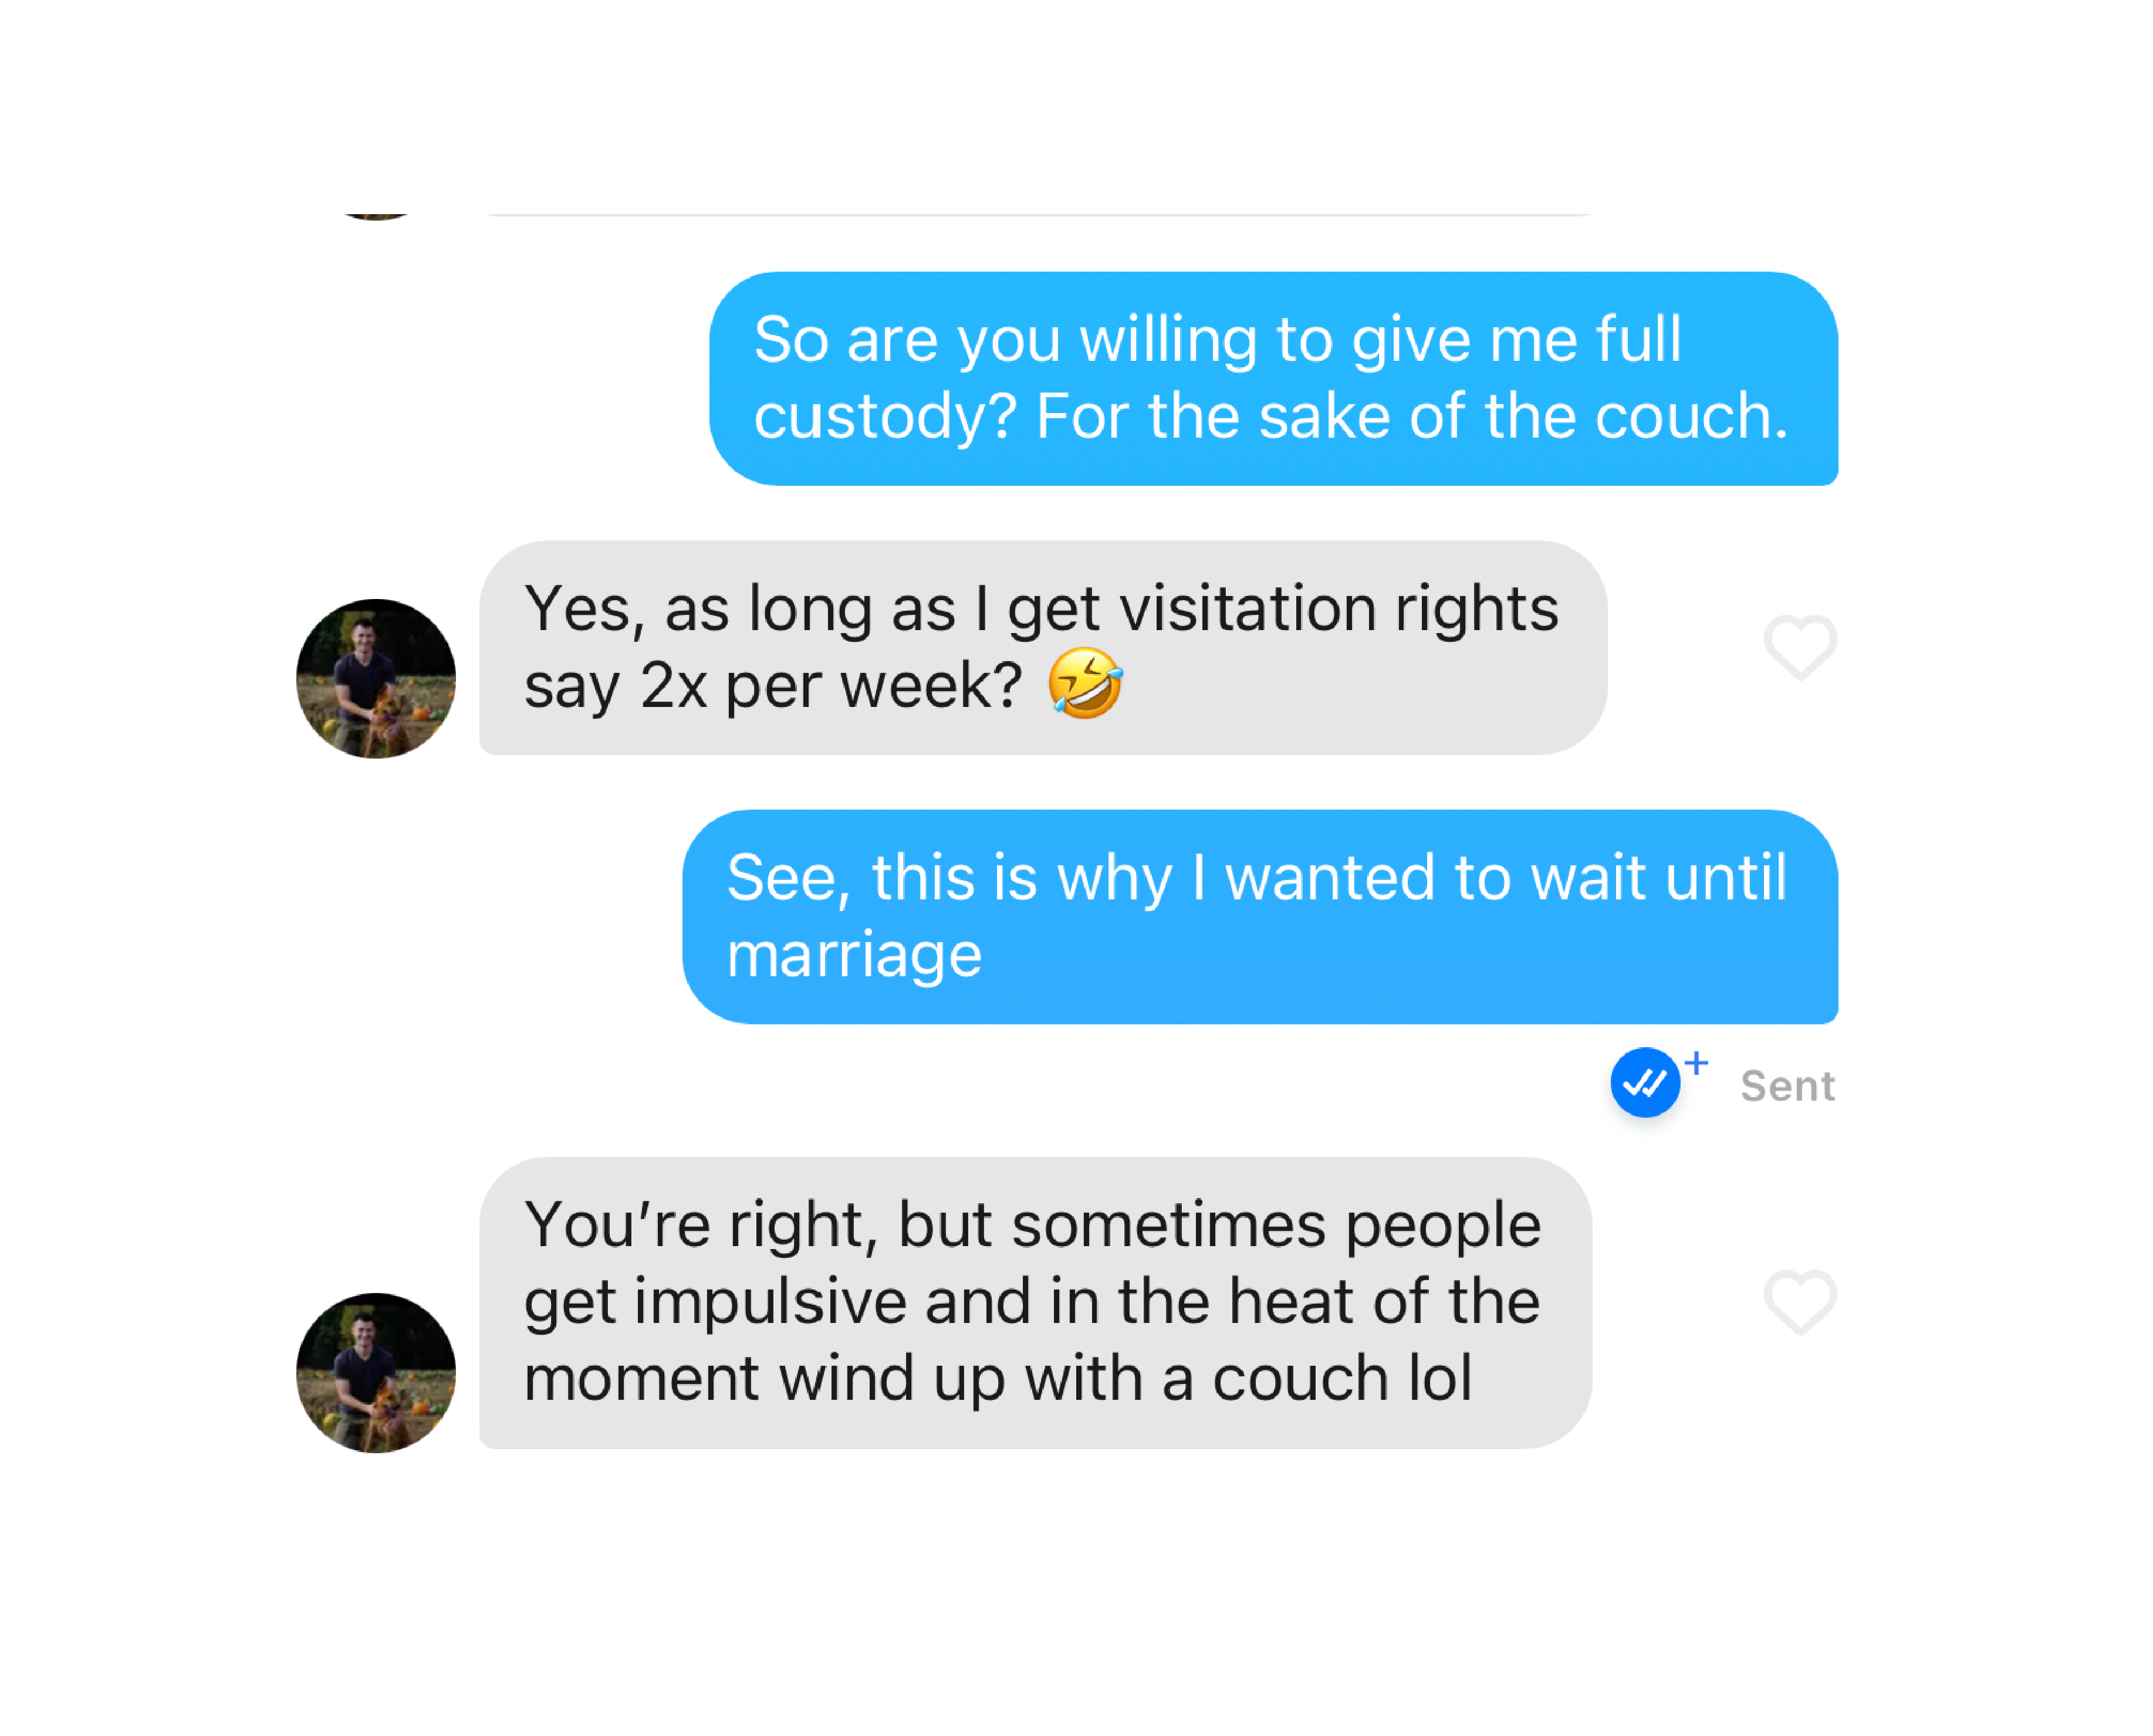 So are you willing to give me full
custody? For the sake of the couch.
Yes, as long as I get visitation rights
say 2x per week? 🤣
See, this is why I wanted to wait until
marriage
Sent
You’re right, but sometimes people
get impulsive and in the heat of the
moment wind up with a couch lol